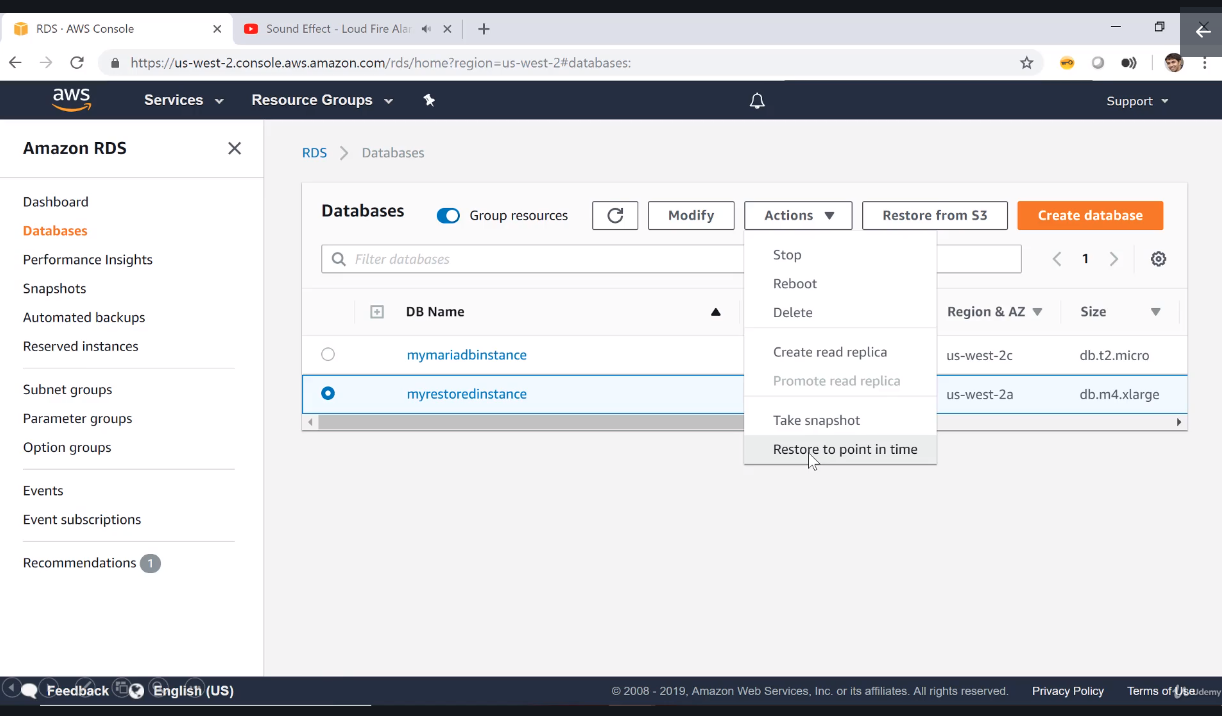 RDS · AWS Console
Sound Effect - Loud Fire Alar
https://us-west-2.console.aws.amazon.com/rds/home?region=us-west-2#databases:
aws
Services
Resource Groups
Support
Amazon RDS
Dashboard
Databases
Performance Insights
Snapshots
Automated backups
Reserved instances
Subnet groups
Parameter groups
Option groups
Events
Event subscriptions
Recommendations 1
RDS > Databases
Databases
Group resources
Modify
Actions
Restore from S3
Create database
Filter databases
1
Stop
Reboot
Delete
Create read replica
Promote read replica
Take snapshot
Restore to point in time
DB Name
Region & AZ
Size
mymariadbinstance
us-west-2c
db.t2.micro
myrestoredinstance
us-west-2a
db.m4.xlarge
Feedback
English (US)
© 2008 - 2019, Amazon Web Services, Inc. or its affiliates. All rights reserved.
Privacy Policy
Terms of Use
Udemy